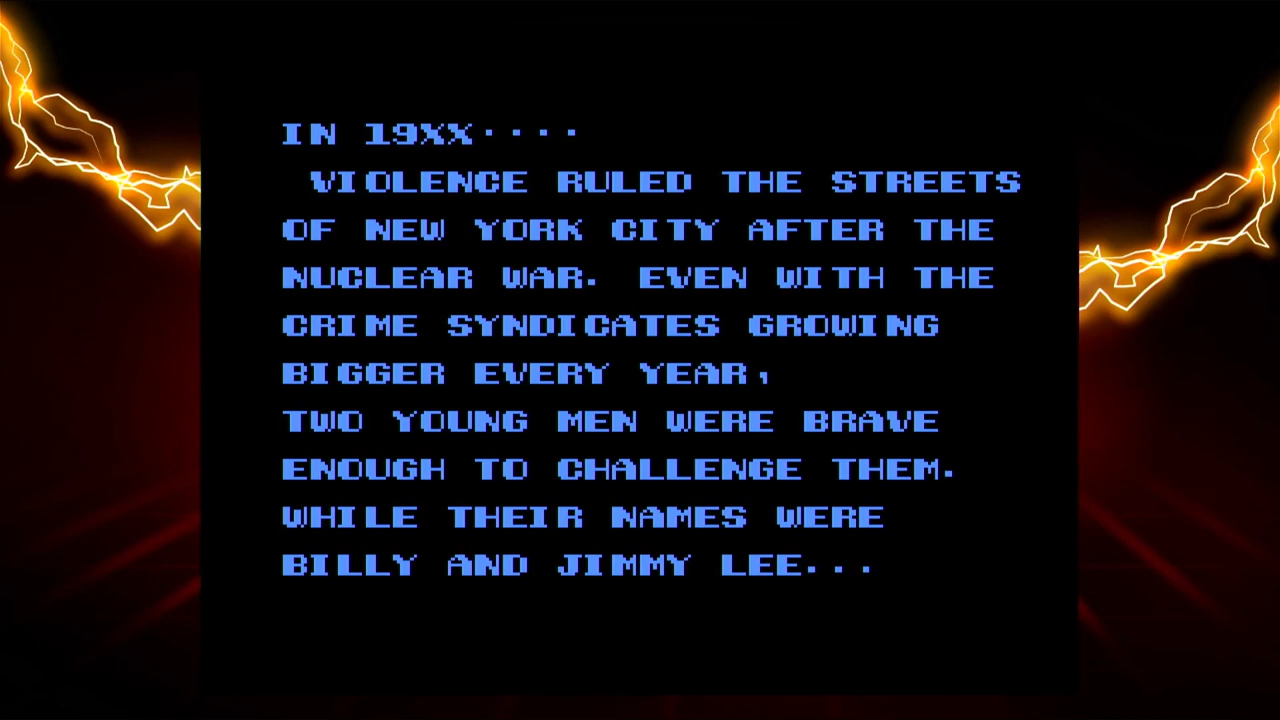 IN 19XX････
VIOLENCE RULED THE STREETS
OF NEW YORK CITY AFTER THE
NUCLEAR WAR. EVEN WITH THE
CRIME SYNDICATES GROWING
BIGGER EVERY YEAR,
TWO YOUNG MEN WERE BRAVE
ENOUGH TO CHALLENGE THEM.
WHILE THEIR NAMES WERE
BILLY AND JIMMY LEE...